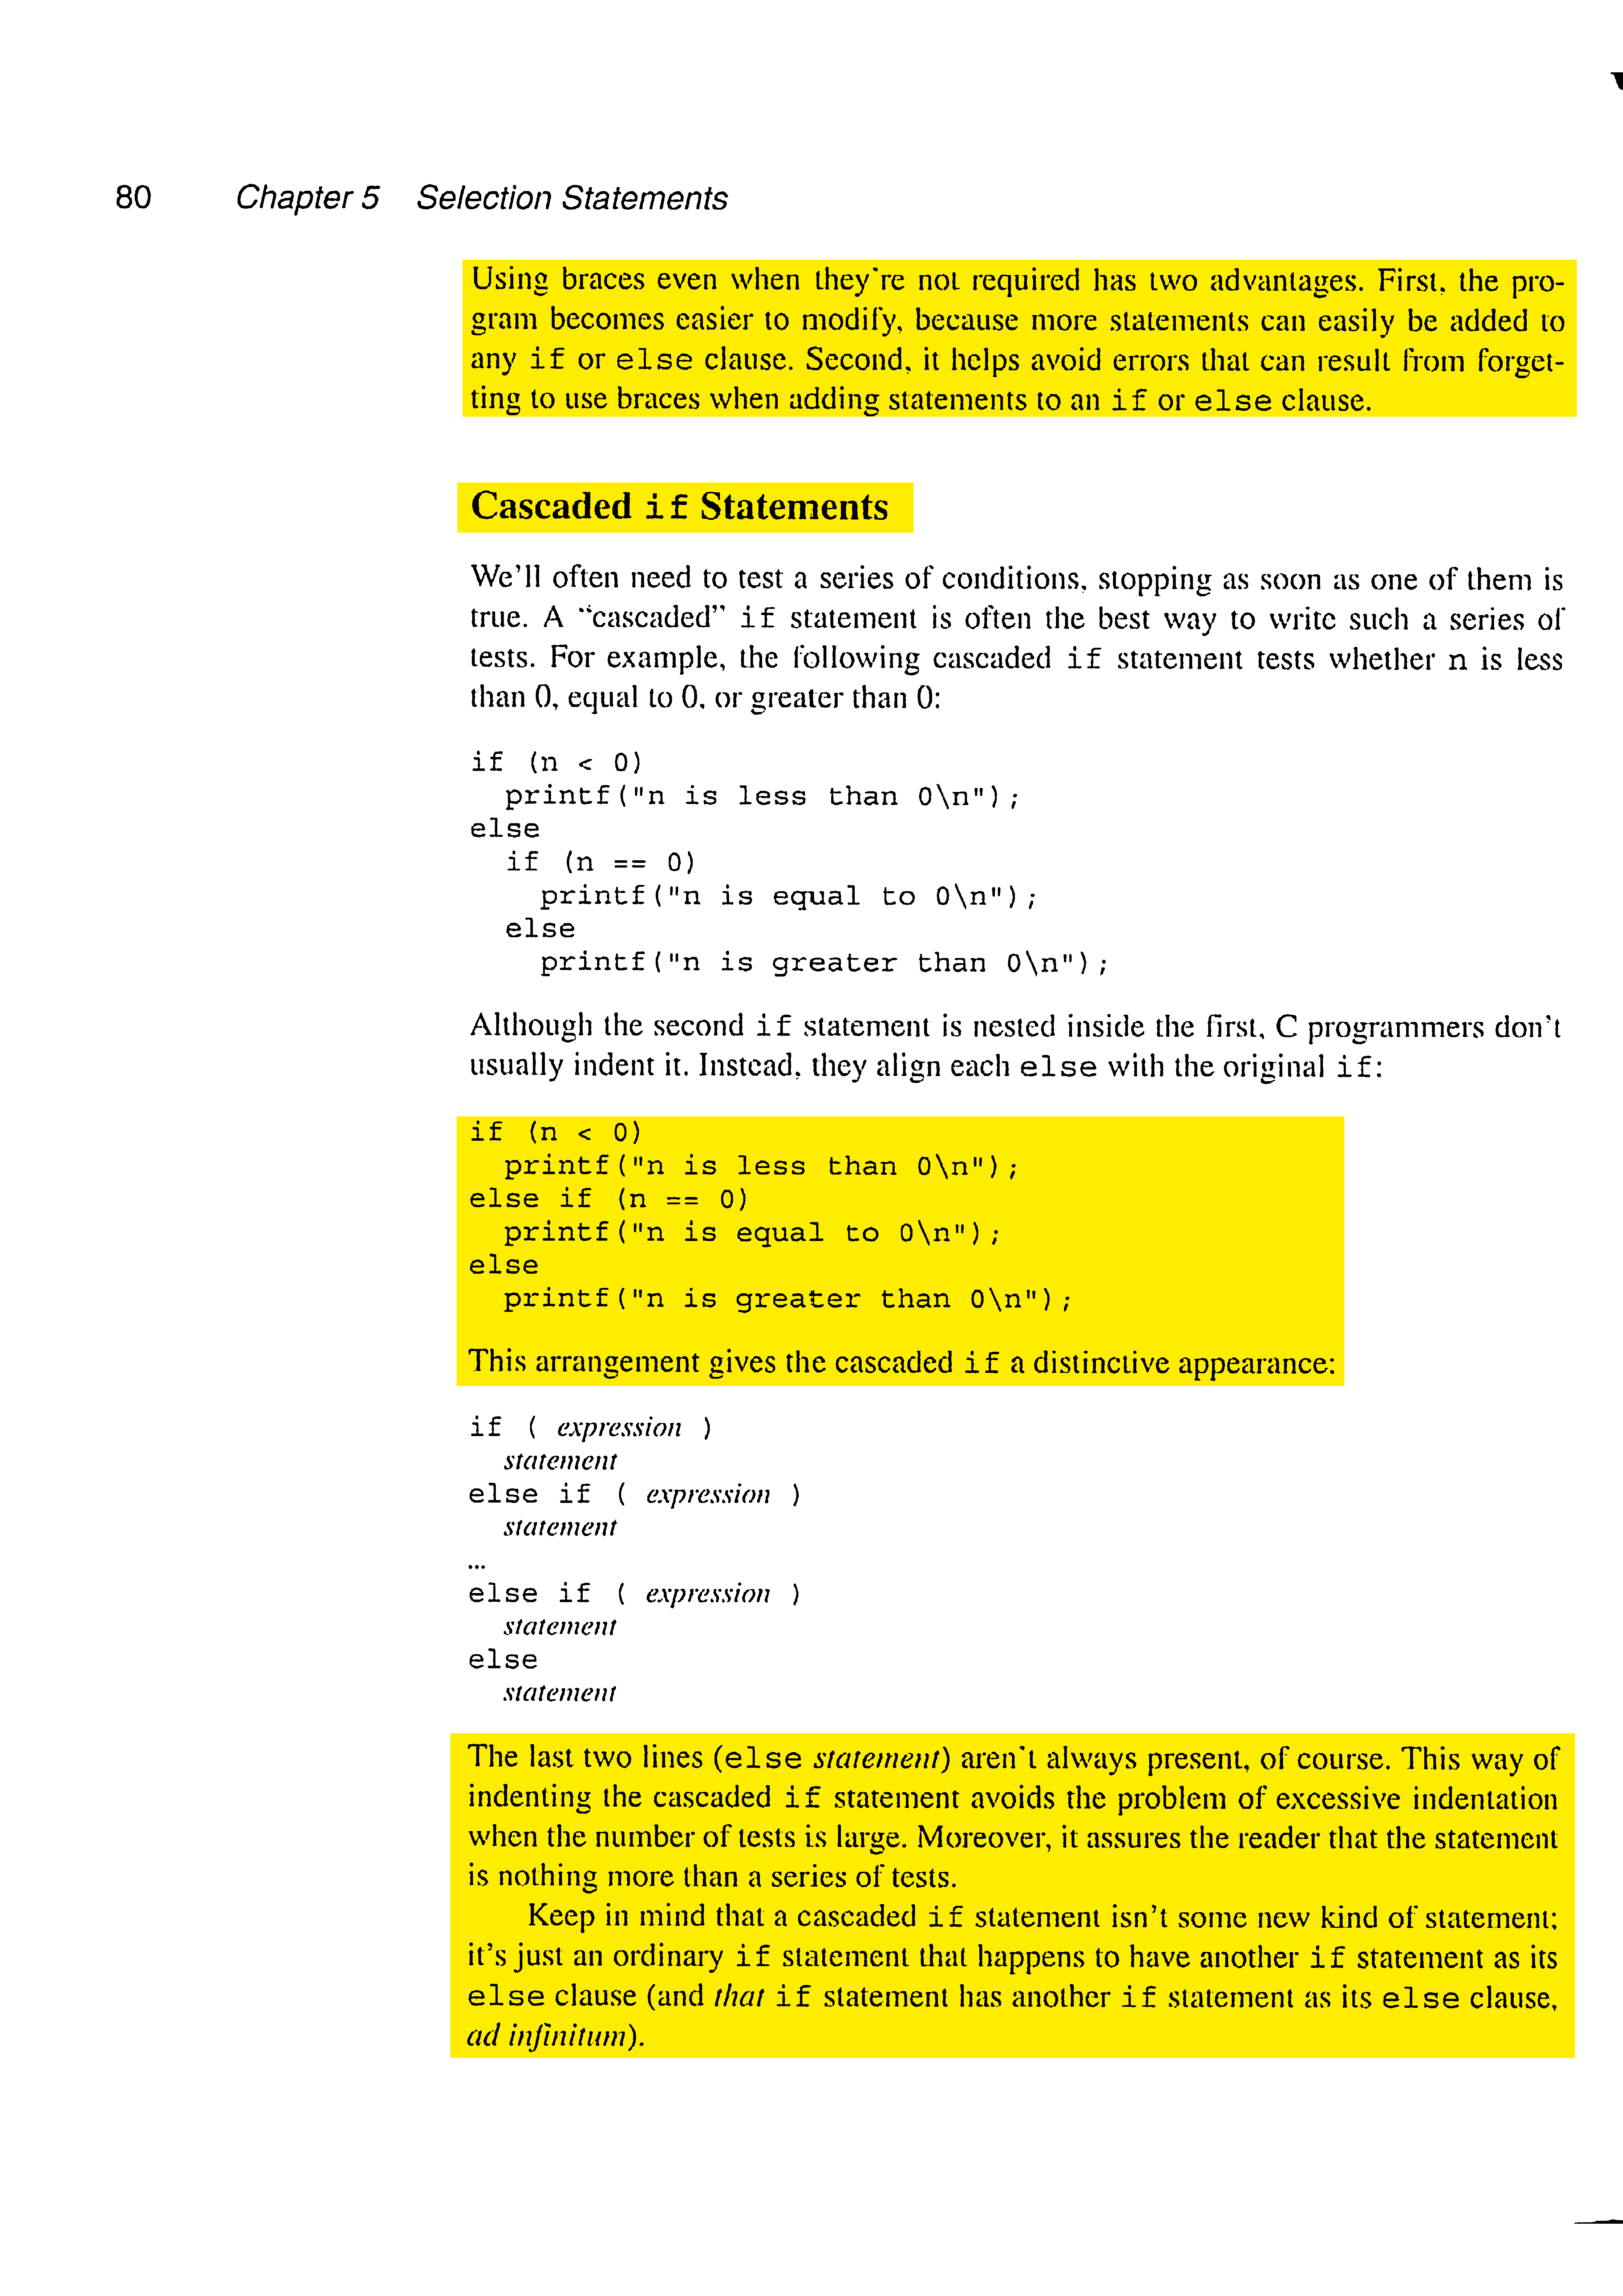 80 Chapter 5 Selection Statements
Using braces even when they're not required has two advantages. First, the pro-
gram becomes easier to modify, because more statements can easily be added to
any if or else clause. Second, it helps avoid errors that can result from forget-
ting to use braces when adding statements to an if or else clause.
Cascaded if Statements
We'll often need to test a series of conditions, stopping as soon as one of them is
true. A "cascaded" if statement is often the best way to write such a series of
tests. For example, the following cascaded if statement tests whether n is less
than 0, equal to 0, or greater than 0:
if (n < 0)
  printf("n is less than 0\n");
else
  if (n == 0)
    printf("n is equal to 0\n");
  else
    printf("n is greater than 0\n");
Although the second if statement is nested inside the first, C programmers don't
usually indent it. Instead, they align each else with the original if:
if (n < 0)
  printf("n is less than 0\n");
else if (n == 0)
  printf("n is equal to 0\n");
else
  printf("n is greater than 0\n");
This arrangement gives the cascaded if a distinctive appearance:
if ( expression )
  statement
else if ( expression )
  statement
...
else if ( expression )
  statement
else
  statement
The last two lines (else statement) aren't always present, of course. This way of
indenting the cascaded if statement avoids the problem of excessive indentation
when the number of tests is large. Moreover, it assures the reader that the statement
is nothing more than a series of tests.
Keep in mind that a cascaded if statement isn't some new kind of statement;
it's just an ordinary if statement that happens to have another if statement as its
else clause (and that if statement has another if statement as its else clause,
ad infinitum).